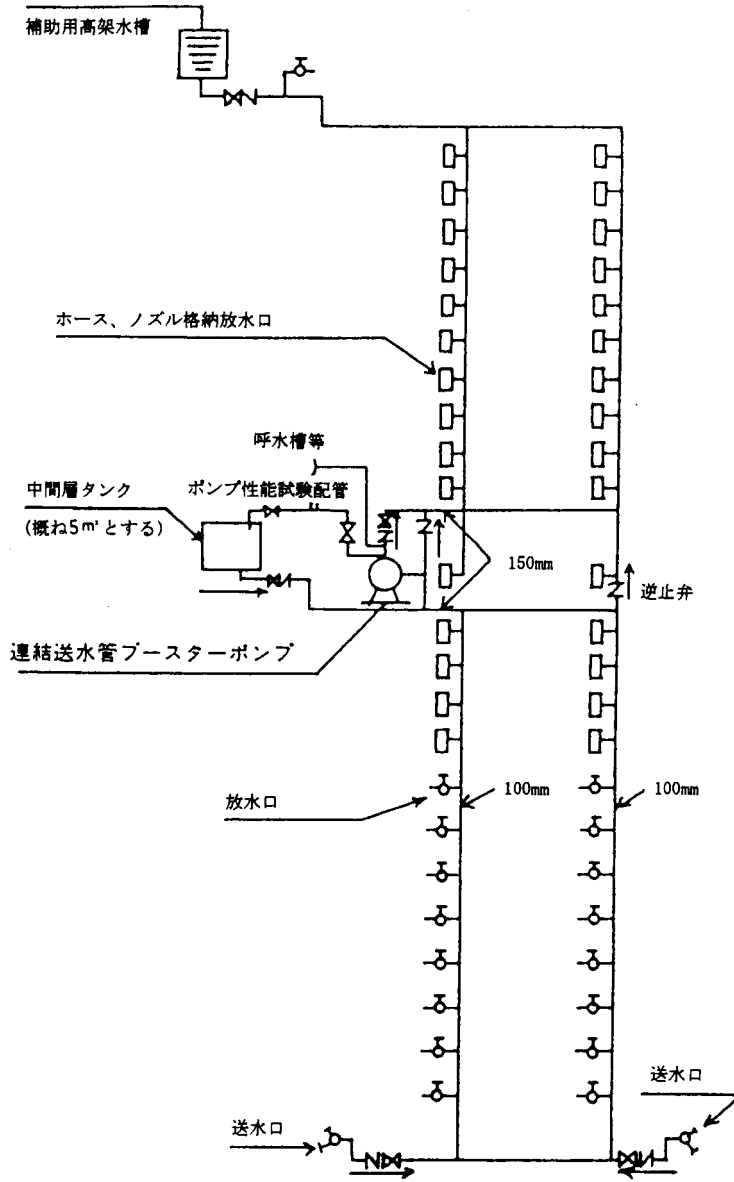 補助用高架水槽
ホース、ノズル格納放水口
呼水槽等
中間層タンク
ポンプ性能試験配管
(概ね5㎥とする)
150mm
逆止弁
連結送水管ブースターポンプ
放水口
100mm
100mm
送水口
送水口